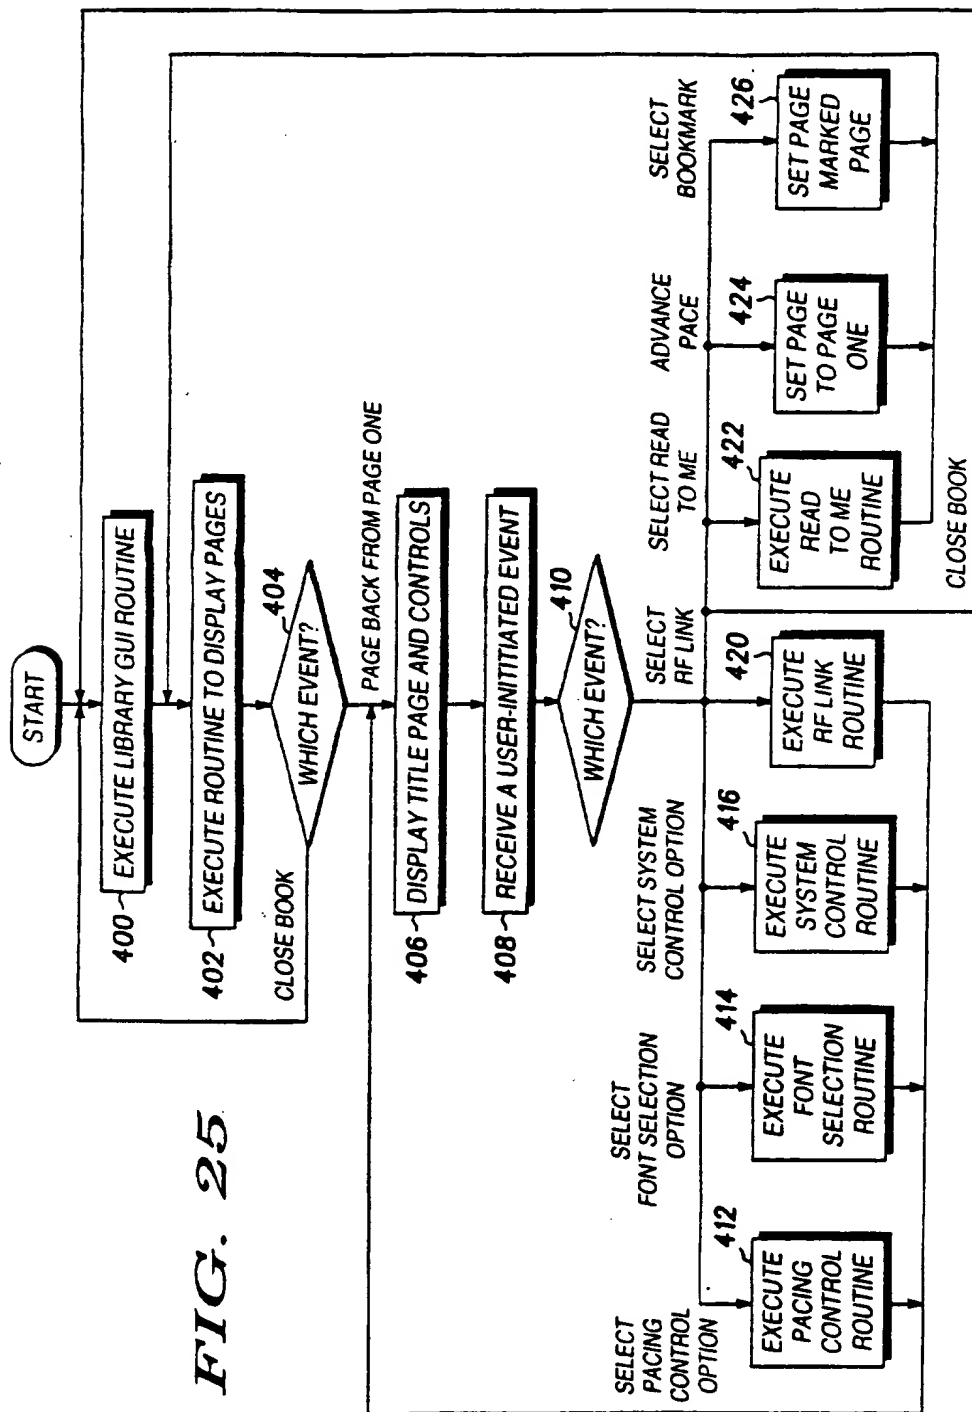 START
400
EXECUTE LIBRARY GUI ROUTINE
402
EXECUTE ROUTINE TO DISPLAY PAGES
WHICH EVENT?
404
CLOSE BOOK
PAGE BACK FROM PAGE ONE
406
DISPLAY TITLE PAGE AND CONTROLS
408
RECEIVE A USER-INITITIATED EVENT
WHICH EVENT?
410
SELECT
PACING
CONTROL
OPTION
412
EXECUTE
PACING
CONTROL
ROUTINE
SELECT
FONT SELECTION
OPTION
414
EXECUTE
FONT
SELECTION
ROUTINE
SELECT SYSTEM
CONTROL OPTION
416
EXECUTE
SYSTEM
CONTROL
ROUTINE
SELECT
RF LINK
420
EXECUTE
RF LINK
ROUTINE
SELECT READ
TO ME
422
EXECUTE
READ
TO ME
ROUTINE
ADVANCE
PACE
424
SET PAGE
TO PAGE
ONE
SELECT
BOOKMARK
426
SET PAGE
MARKED
PAGE
CLOSE BOOK
FIG. 25